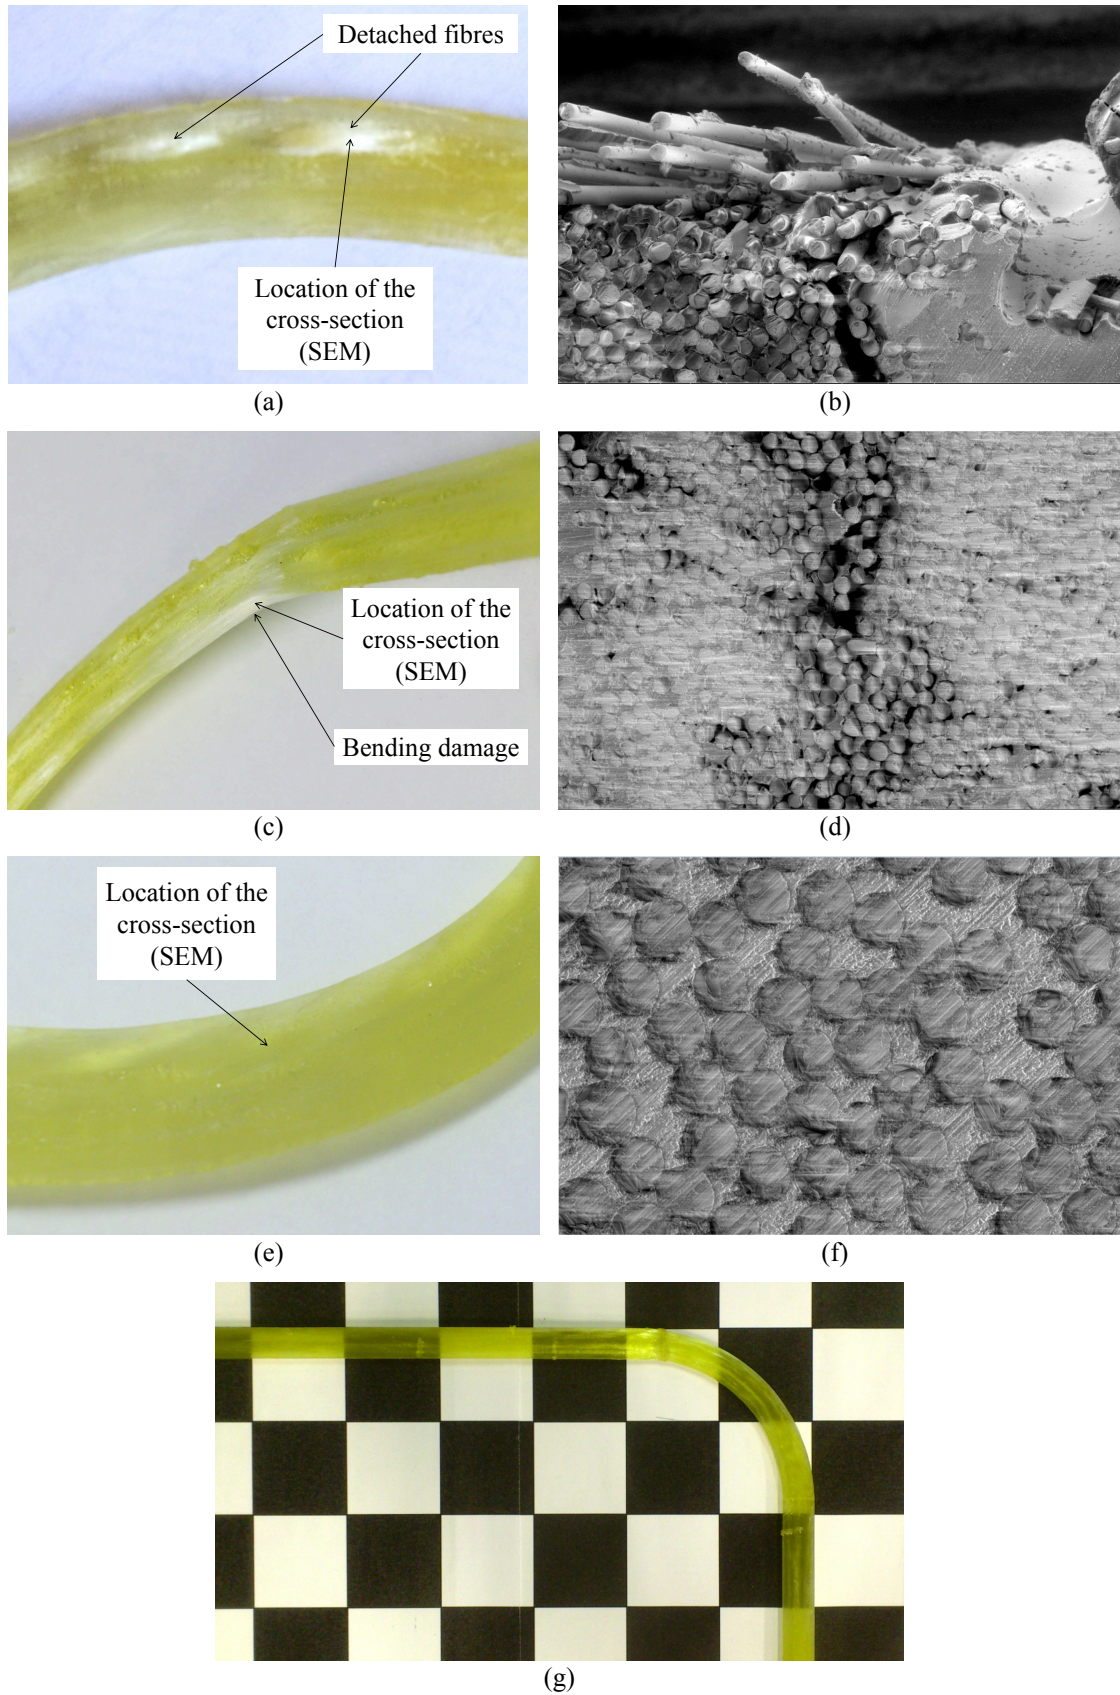 Detached fibres
Location of the
cross-section
(SEM)
(a)
(b)
Location of the
cross-section
(SEM)
Bending damage
(c)
(d)
Location of the
cross-section
(SEM)
(e)
(f)
(g)